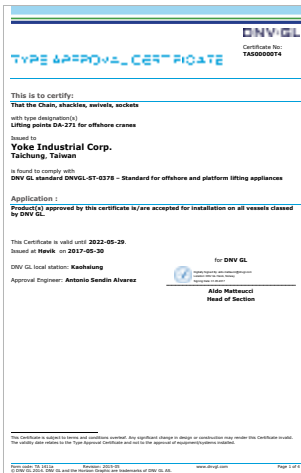 DNV·GL
Certificate No:
TAS00000T4
TYPE APPROVAL CERTIFICATE
This is to certify:
That the Chain, shackles, swivels, sockets
with type designation(s)
Lifting points DA-271 for offshore cranes
Issued to
Yoke Industrial Corp.
Taichung, Taiwan
is found to comply with
DNV GL standard DNVGL-ST-0378 – Standard for offshore and platform lifting appliances
Application :
Product(s) approved by this certificate is/are accepted for installation on all vessels classed
by DNV GL.
This Certificate is valid until 2022-05-29.
Issued at Høvik on 2017-05-30
for DNV GL
DNV GL local station: Kaohsiung
Approval Engineer: Antonio Sendin Alvarez
Aldo Matteucci
Head of Section
This Certificate is subject to terms and conditions overleaf. Any significant change in design or construction may render this Certificate invalid.
The validity date relates to the Type Approval Certificate and not to the approval of equipment/systems installed.
Form code: TA 1411a Revision: 2015-05 www.dnvgl.com Page 1 of 4
© DNV GL 2014. DNV GL and the Horizon Graphic are trademarks of DNV GL AS.